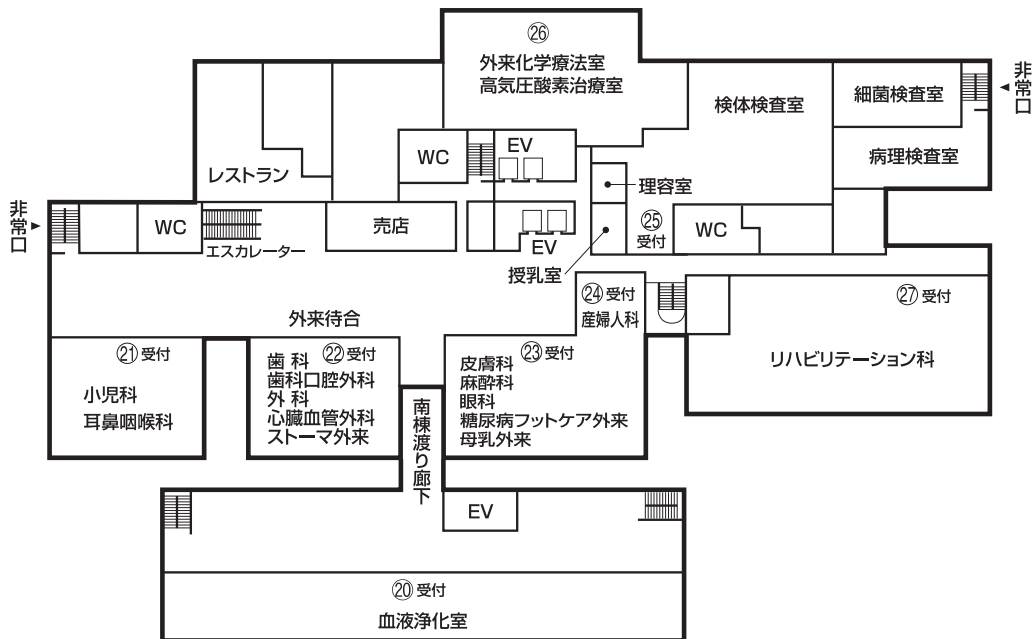 ㉖
外来化学療法室
高気圧酸素治療室
検体検査室
細菌検査室
非常口
病理検査室
WC
EV
レストラン
理容室
非常口
WC
エスカレーター
売店
EV
授乳室
㉕
受付
WC
㉔受付
産婦人科
㉗受付
リハビリテーション科
外来待合
㉑受付
小児科
耳鼻咽喉科
㉒受付
歯 科
歯科口腔外科
外 科
心臓血管外科
ストーマ外来
㉓受付
皮膚科
麻酔科
眼科
糖尿病フットケア外来
母乳外来
南棟渡り廊下
EV
⑳受付
血液浄化室